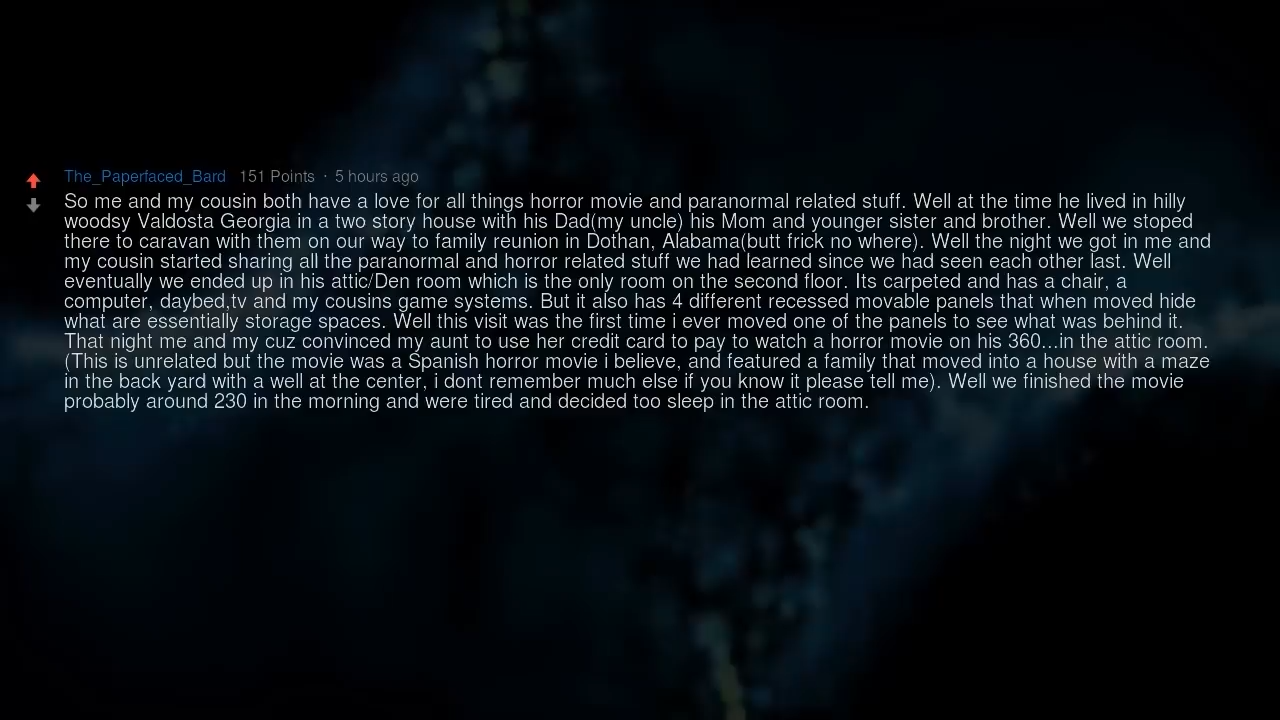 The_Paperfaced_Bard 151 Points · 5 hours ago
So me and my cousin both have a love for all things horror movie and paranormal related stuff. Well at the time he lived in hilly
woodsy Valdosta Georgia in a two story house with his Dad(my uncle) his Mom and younger sister and brother. Well we stoped
there to caravan with them on our way to family reunion in Dothan, Alabama(butt frick no where). Well the night we got in me and
my cousin started sharing all the paranormal and horror related stuff we had learned since we had seen each other last. Well
eventually we ended up in his attic/Den room which is the only room on the second floor. Its carpeted and has a chair, a
computer, daybed,tv and my cousins game systems. But it also has 4 different recessed movable panels that when moved hide
what are essentially storage spaces. Well this visit was the first time i ever moved one of the panels to see what was behind it.
That night me and my cuz convinced my aunt to use her credit card to pay to watch a horror movie on his 360...in the attic room.
(This is unrelated but the movie was a Spanish horror movie i believe, and featured a family that moved into a house with a maze
in the back yard with a well at the center, i dont remember much else if you know it please tell me). Well we finished the movie
probably around 230 in the morning and were tired and decided too sleep in the attic room.